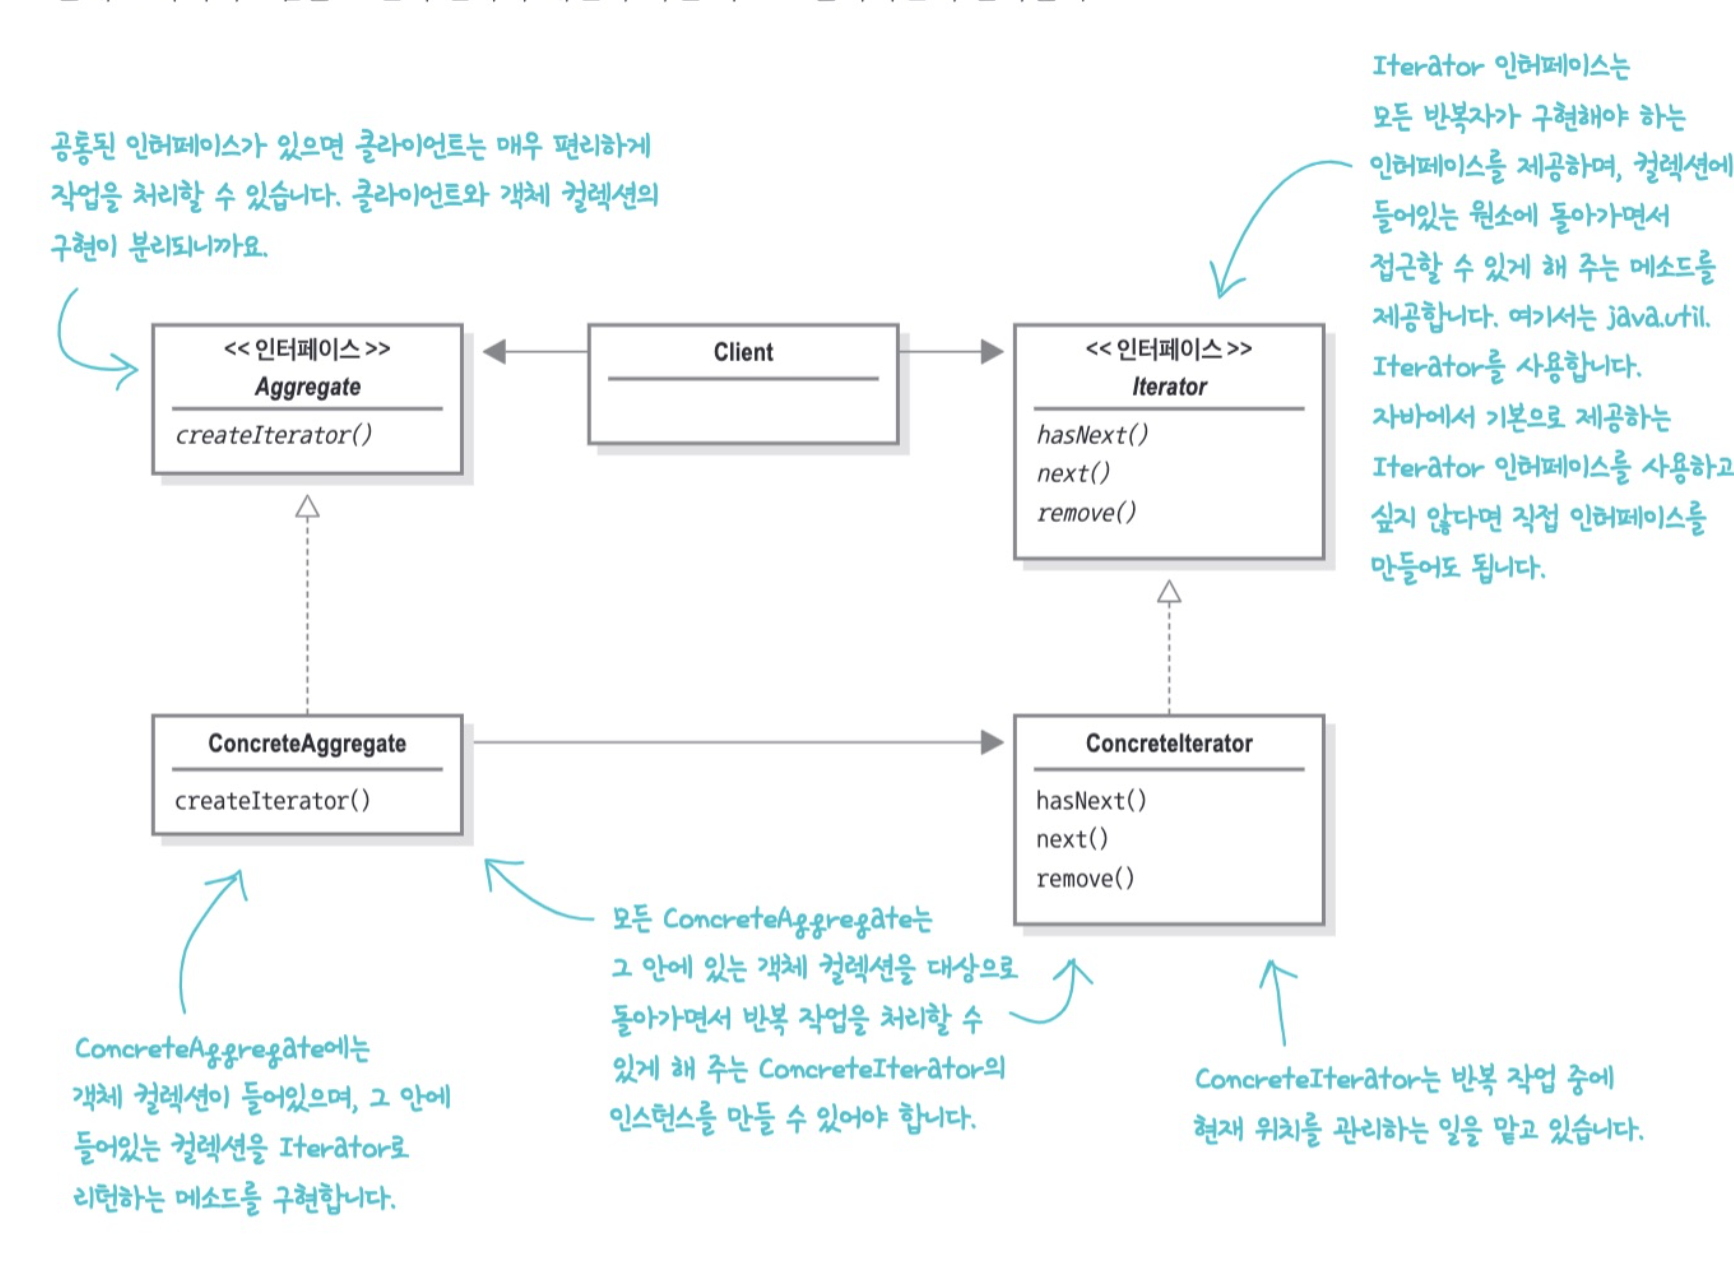 공통된 인터페이스가 있으면 클라이언트는 매우 편리하게
작업을 처리할 수 있습니다. 클라이언트와 객체 컬렉션의
구현이 분리되니까요.
Iterator 인터페이스는
모든 반복자가 구현해야 하는
인터페이스를 제공하며, 컬렉션에
들어있는 원소에 돌아가면서
접근할 수 있게 해 주는 메소드를
제공합니다. 여기서는 java.util.
Iterator를 사용합니다.
자바에서 기본으로 제공하는
Iterator 인터페이스를 사용하고
싶지 않다면 직접 인터페이스를
만들어도 됩니다.
<< 인터페이스 >>
Aggregate
createIterator()
Client
<< 인터페이스 >>
Iterator
hasNext()
next()
remove()
ConcreteAggregate
createIterator()
ConcreteIterator
hasNext()
next()
remove()
ConcreteAggregate에는
객체 컬렉션이 들어있으며, 그 안에
들어있는 컬렉션을 Iterator로
리턴하는 메소드를 구현합니다.
모든 ConcreteAggregate는
그 안에 있는 객체 컬렉션을 대상으로
돌아가면서 반복 작업을 처리할 수
있게 해 주는 ConcreteIterator의
인스턴스를 만들 수 있어야 합니다.
ConcreteIterator는 반복 작업 중에
현재 위치를 관리하는 일을 맡고 있습니다.